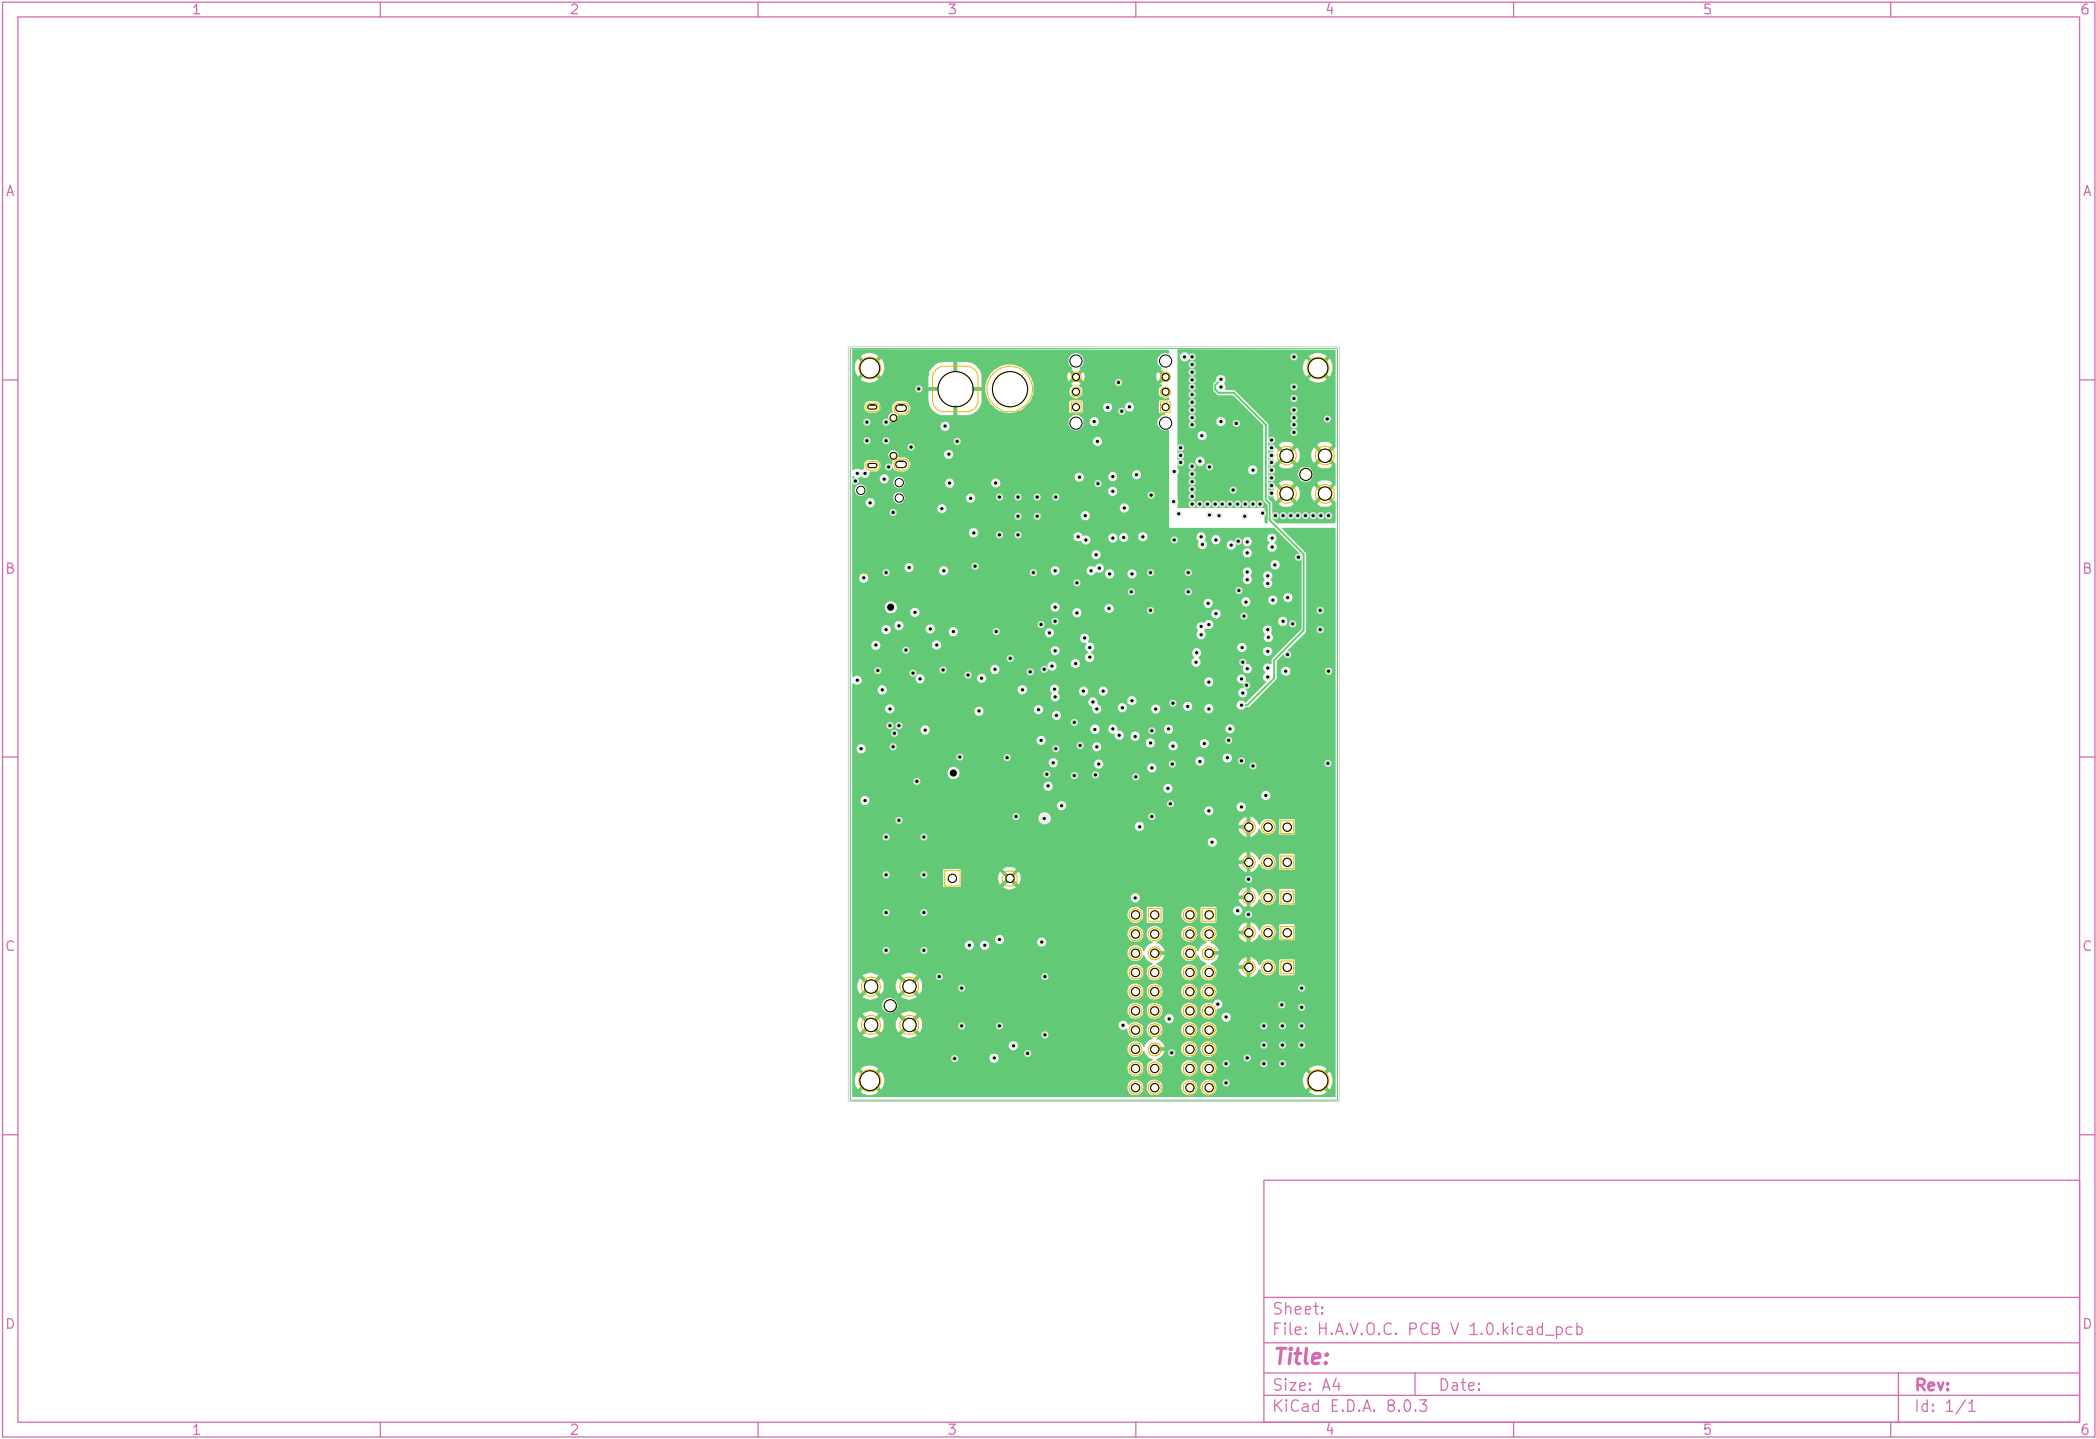 1 2 3 4 5 6
A A
B B
C C
D D
Sheet:
File: H.A.V.O.C. PCB V 1.0.kicad_pcb
Title:
Size: A4 Date: Rev:
KiCad E.D.A. 8.0.3 Id: 1/1
1 2 3 4 5 6